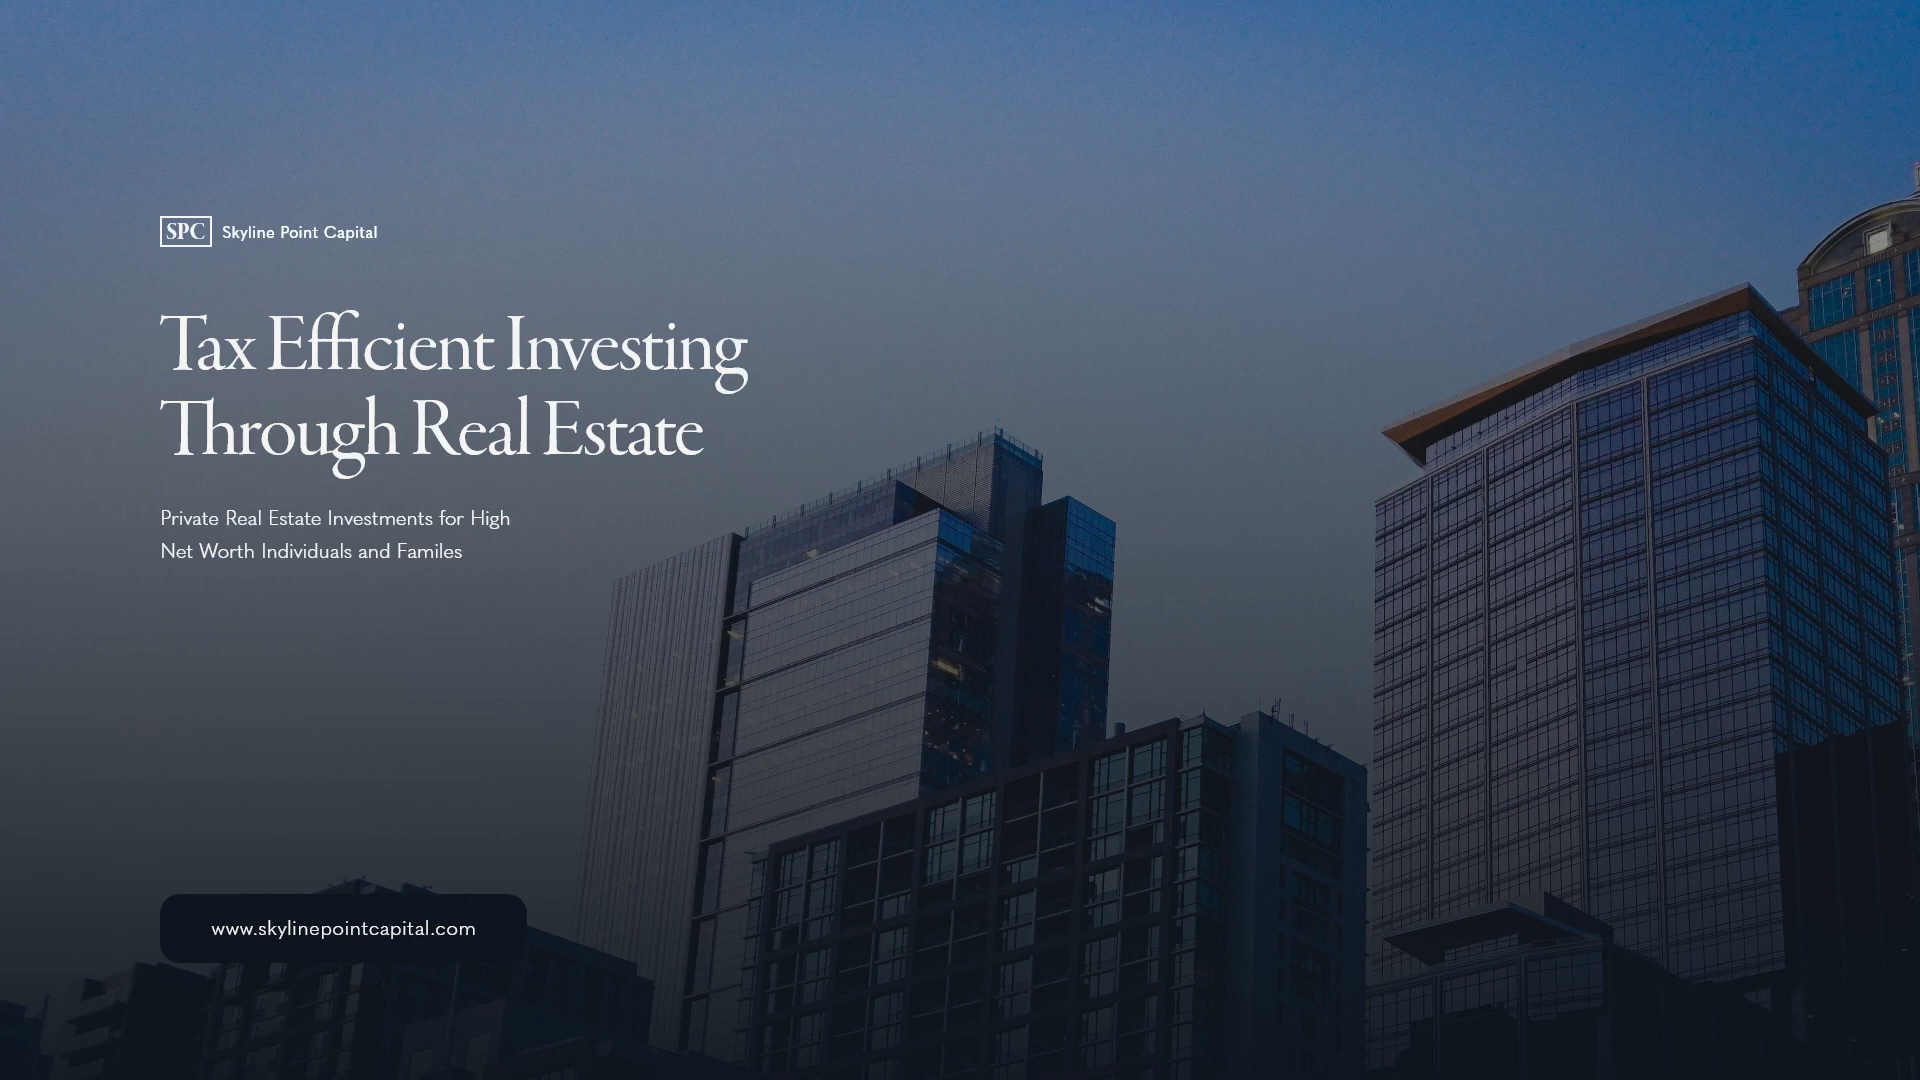 SPC Skyline Point Capital
Tax Efficient Investing
Through Real Estate
Private Real Estate Investments for High
Net Worth Individuals and Familes
www.skylinepointcapital.com